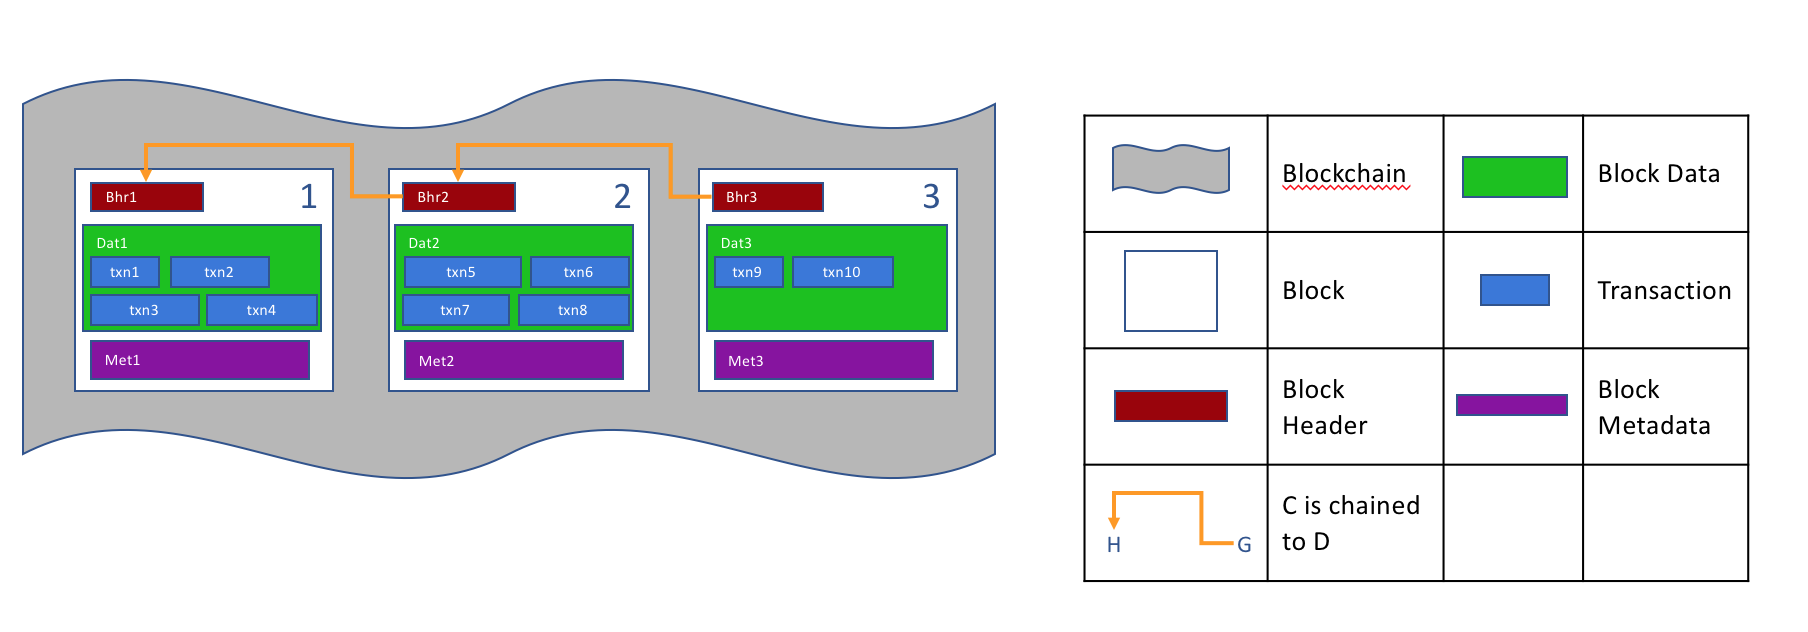 Bhr1
1
Dat1
txn1
txn2
txn3
txn4
Met1
Bhr2
2
Dat2
txn5
txn6
txn7
txn8
Met2
Bhr3
3
Dat3
txn9
txn10
Met3
Blockchain
Block Data
Block
Transaction
Block
Header
Block
Metadata
H
G
C is chained
to D